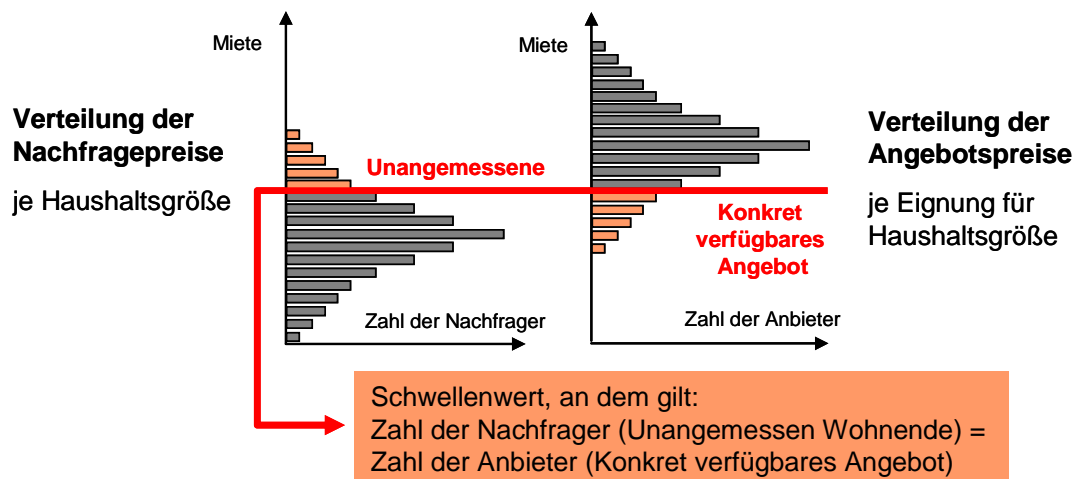 Miete
Miete
Verteilung der
Nachfragepreise
je Haushaltsgröße
Unangemessene
Konkret
verfügbares
Angebot
Verteilung der
Angebotspreise
je Eignung für
Haushaltsgröße
Zahl der Nachfrager
Zahl der Anbieter
Schwellenwert, an dem gilt:
Zahl der Nachfrager (Unangemessen Wohnende) =
Zahl der Anbieter (Konkret verfügbares Angebot)